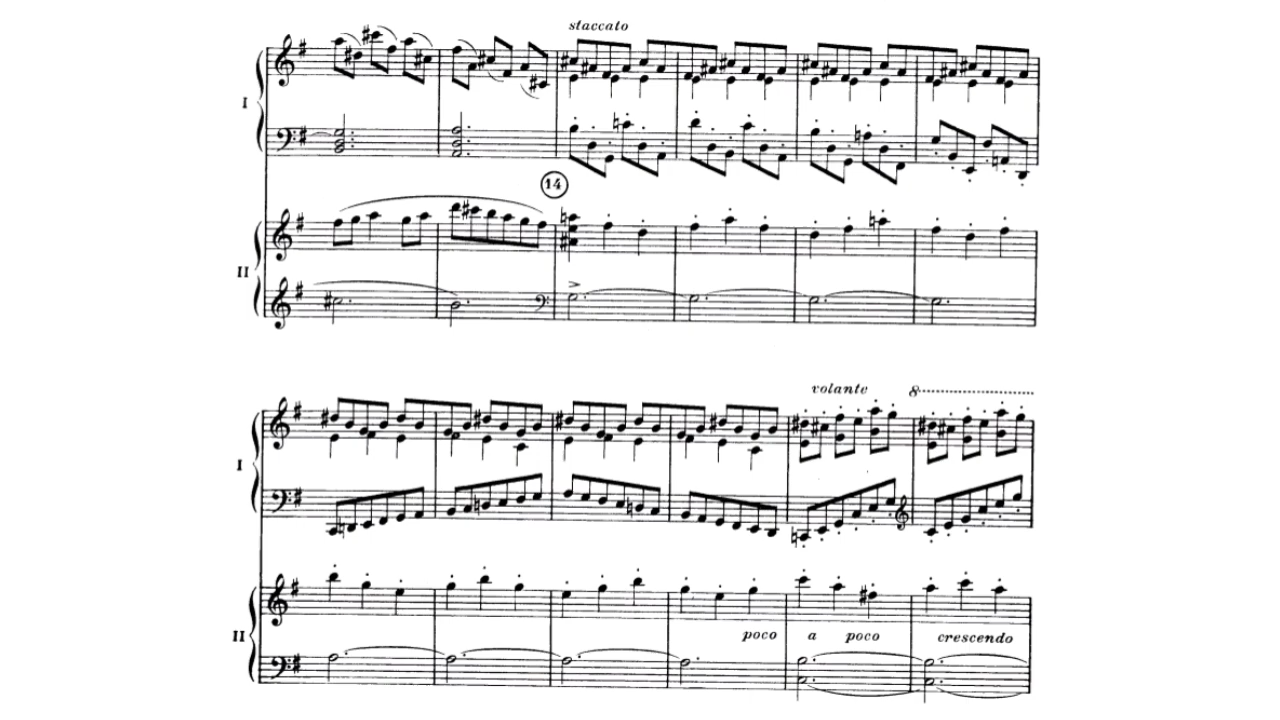 staccato
I
14
II
volante 8
I
poco a poco crescendo
II